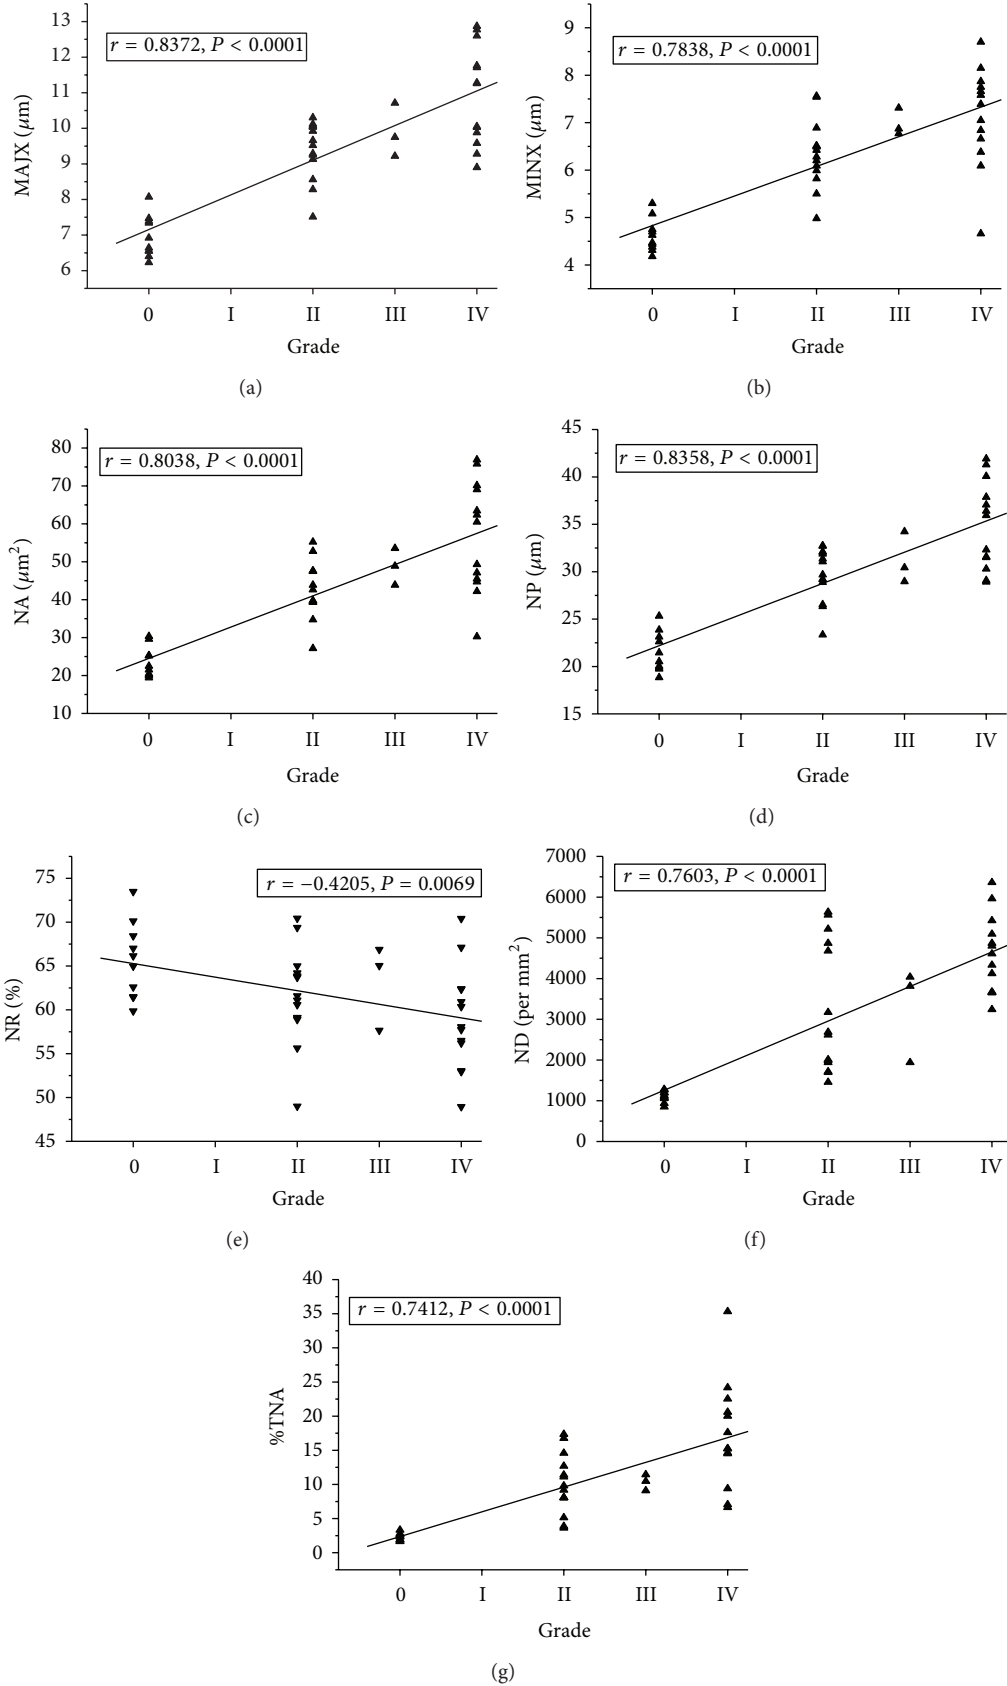 r = 0.8372, P < 0.0001
MAJX (μm)
13
12
11
10
9
8
7
6
0 I II III IV
Grade
(a)
r = 0.7838, P < 0.0001
MINX (μm)
9
8
7
6
5
4
0 I II III IV
Grade
(b)
r = 0.8038, P < 0.0001
NA (μm²)
80
70
60
50
40
30
20
10
0 I II III IV
Grade
(c)
r = 0.8358, P < 0.0001
NP (μm)
45
40
35
30
25
20
15
0 I II III IV
Grade
(d)
r = −0.4205, P = 0.0069
NR (%)
75
70
65
60
55
50
45
0 I II III IV
Grade
(e)
r = 0.7603, P < 0.0001
ND (per mm²)
7000
6000
5000
4000
3000
2000
1000
0
0 I II III IV
Grade
(f)
r = 0.7412, P < 0.0001
%TNA
40
35
30
25
20
15
10
5
0
0 I II III IV
Grade
(g)